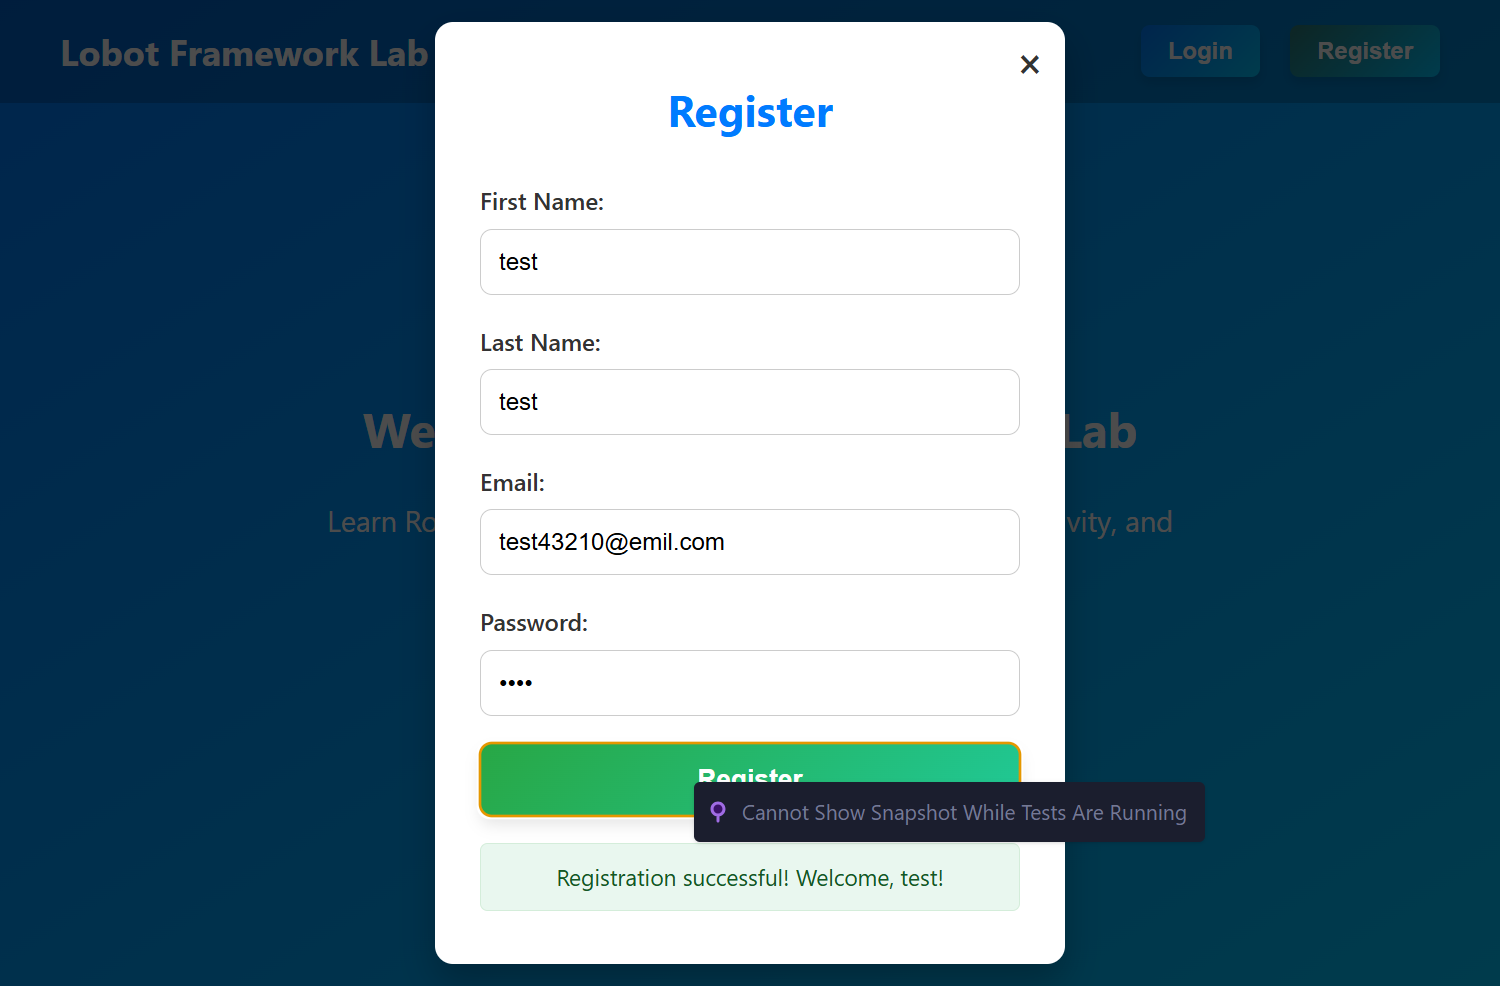 Lobot Framework Lab
Login
Register
×
Register
First Name:
test
Last Name:
test
We
Lab
Email:
Learn Ro
vity, and
test43210@emil.com
Password:
••••
Register
Cannot Show Snapshot While Tests Are Running
Registration successful! Welcome, test!